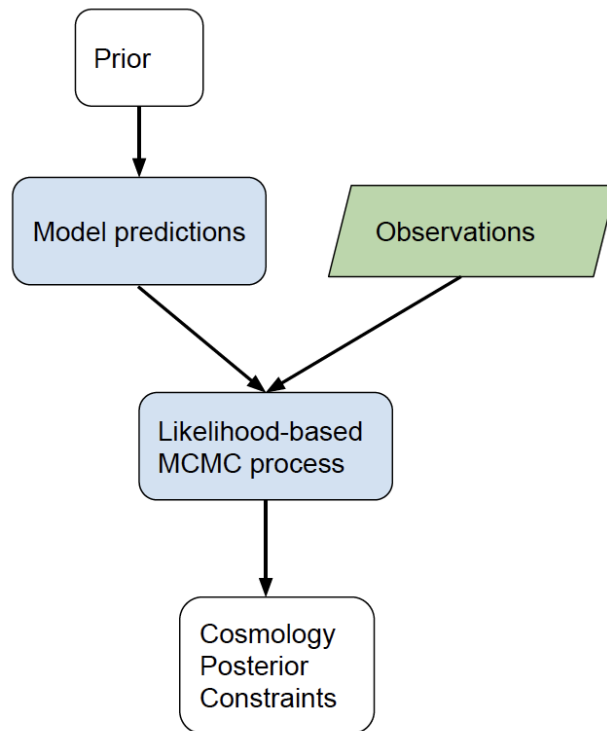 Prior
Model predictions
Observations
Likelihood-based
MCMC process
Cosmology
Posterior
Constraints